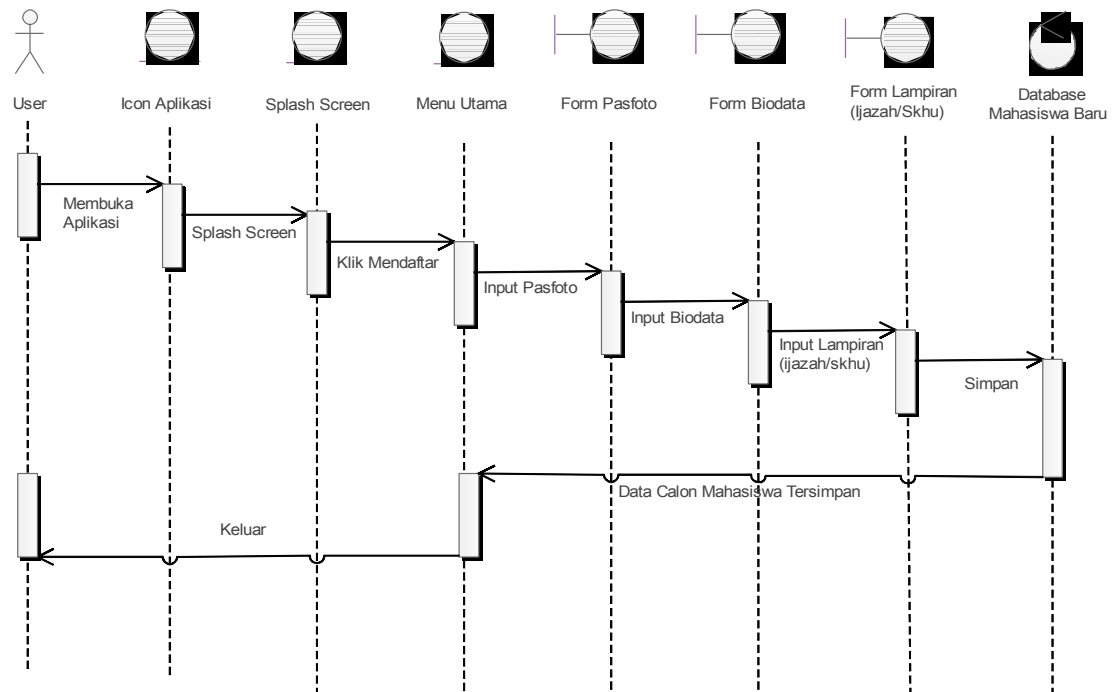 User
Icon Aplikasi
Splash Screen
Menu Utama
Form Pasfoto
Form Biodata
Form Lampiran
(Ijazah/Skhu)
Database
Mahasiswa Baru
Membuka
Aplikasi
Splash Screen
Klik Mendaftar
Input Pasfoto
Input Biodata
Input Lampiran
(ijazah/skhu)
Simpan
Data Calon Mahasiswa Tersimpan
Keluar